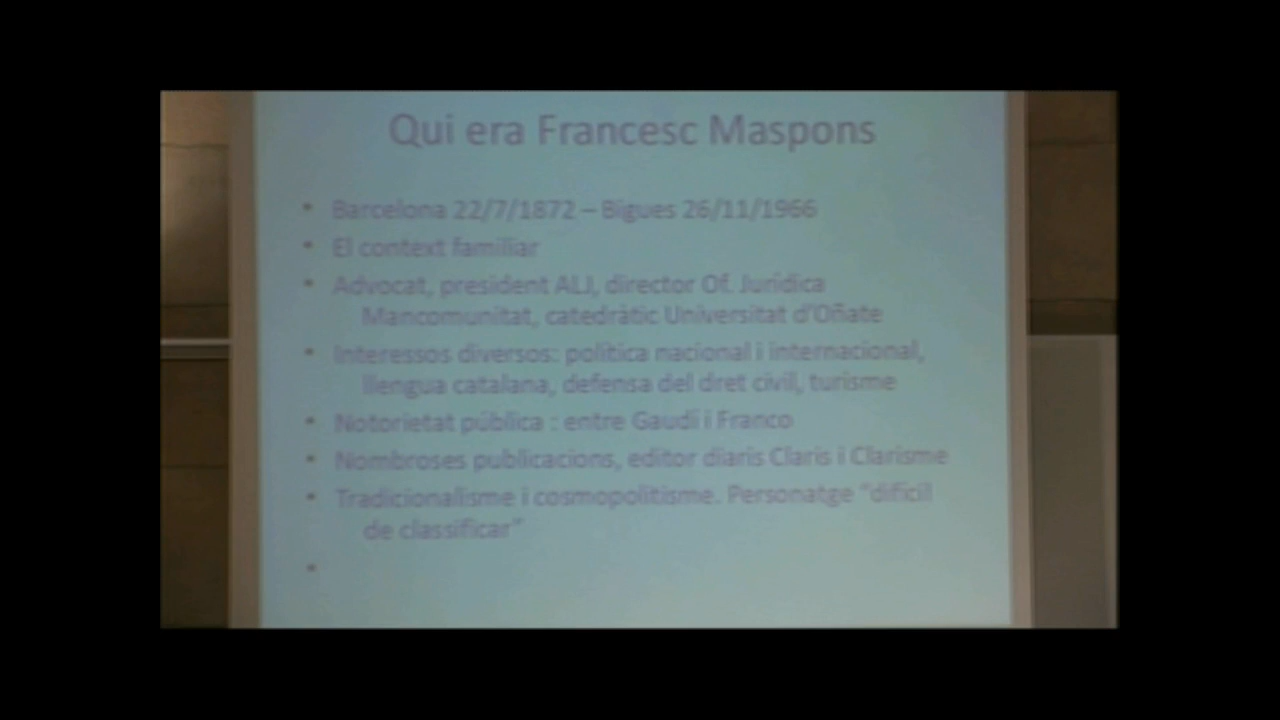 Qui era Francesc Maspons
• Barcelona 22/7/1872 – Bigues 26/11/1966
• El context familiar
• Advocat, president ALJ, director Of. Jurídica
Mancomunitat, catedràtic Universitat d'Oñate
• Interessos diversos: política nacional i internacional,
llengua catalana, defensa del dret civil, turisme
• Notorietat pública : entre Gaudí i Franco
• Nombroses publicacions, editor diaris Claris i Clarisme
• Tradicionalisme i cosmopolitisme. Personatge "difícil
de classificar"
•